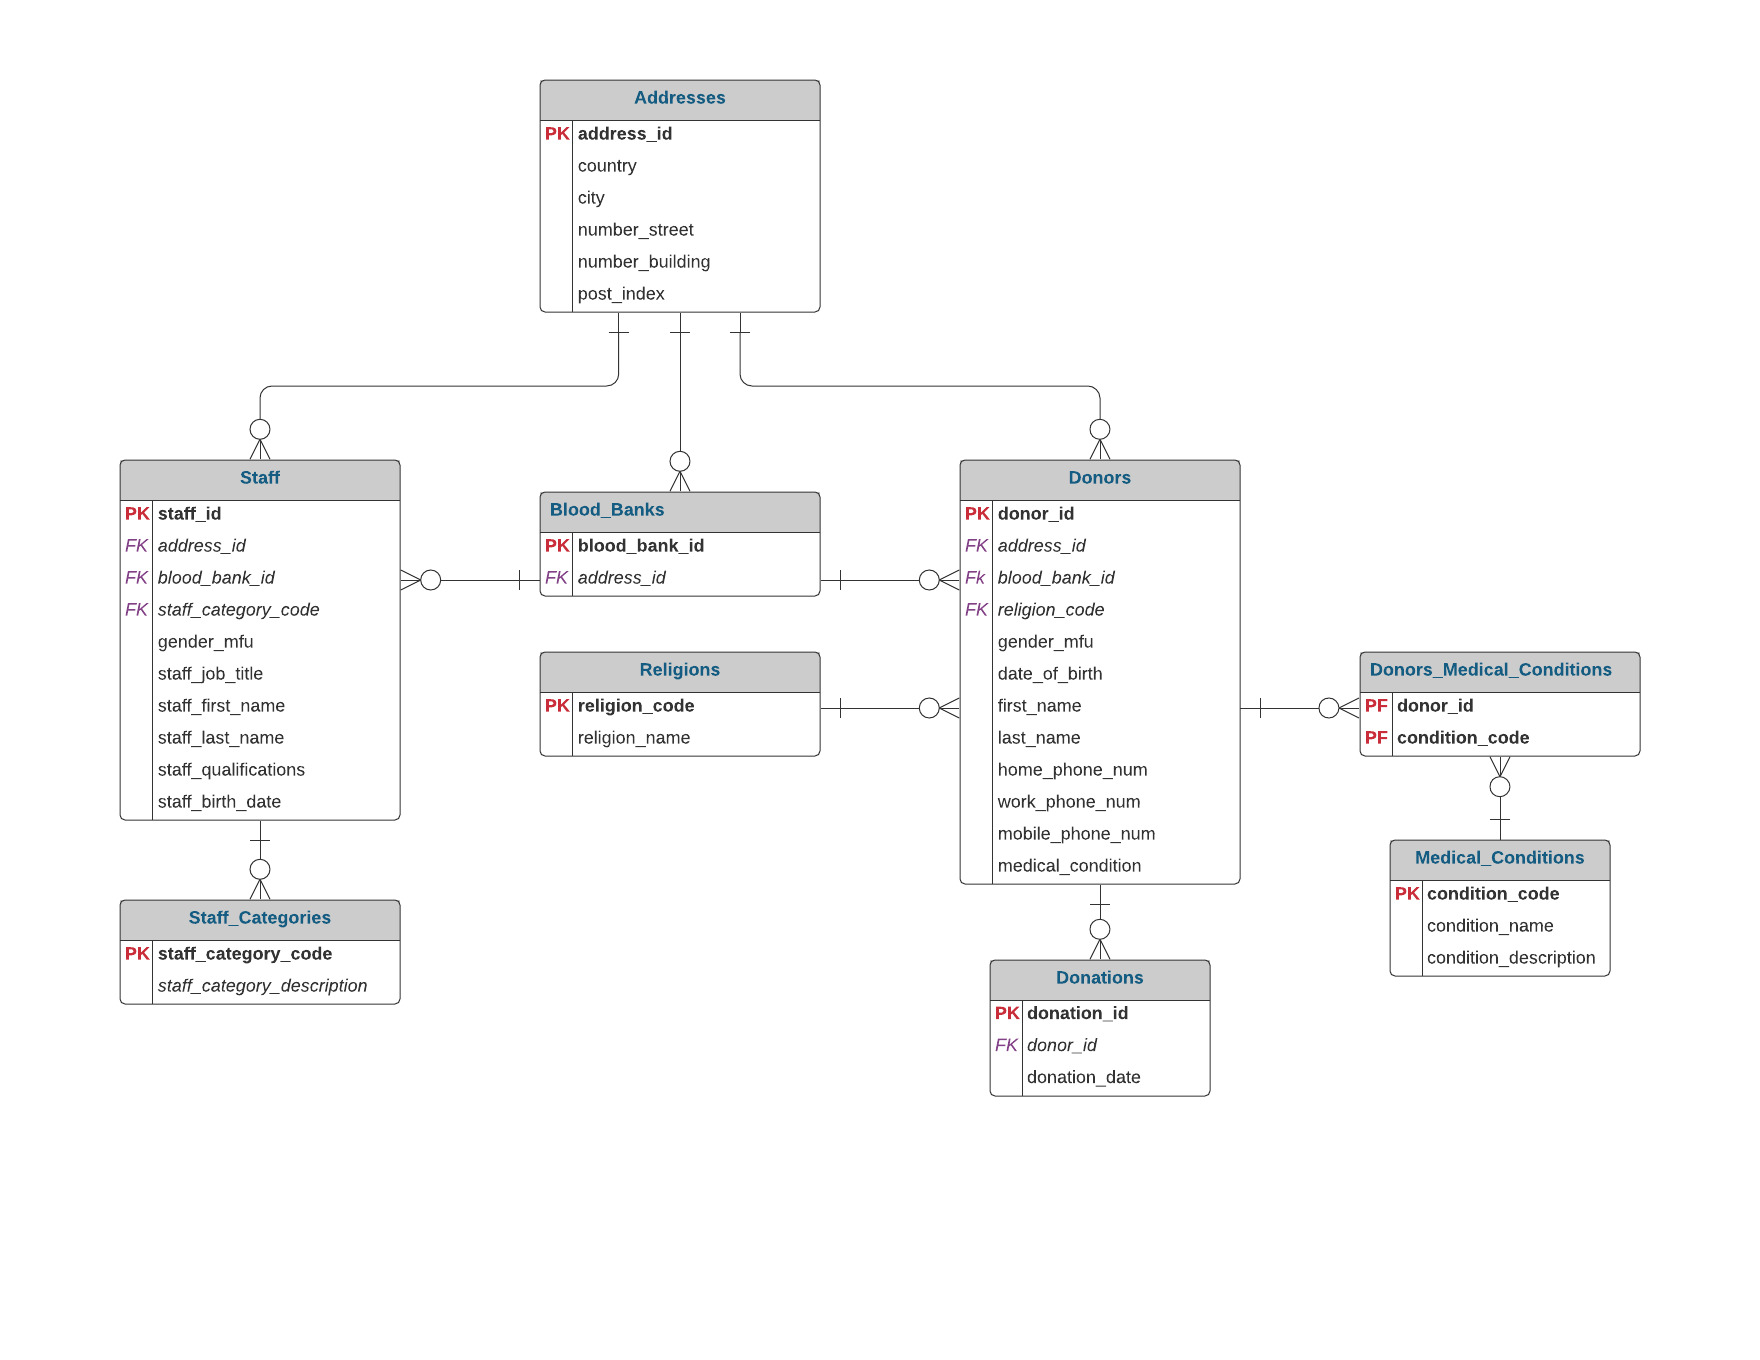 Addresses
PK address_id
country
city
number_street
number_building
post_index
Staff
PK staff_id
FK address_id
FK blood_bank_id
FK staff_category_code
gender_mfu
staff_job_title
staff_first_name
staff_last_name
staff_qualifications
staff_birth_date
Blood_Banks
PK blood_bank_id
FK address_id
Religions
PK religion_code
religion_name
Donors
PK donor_id
FK address_id
Fk blood_bank_id
FK religion_code
gender_mfu
date_of_birth
first_name
last_name
home_phone_num
work_phone_num
mobile_phone_num
medical_condition
Donors_Medical_Conditions
PF donor_id
PF condition_code
Medical_Conditions
PK condition_code
condition_name
condition_description
Staff_Categories
PK staff_category_code
staff_category_description
Donations
PK donation_id
FK donor_id
donation_date